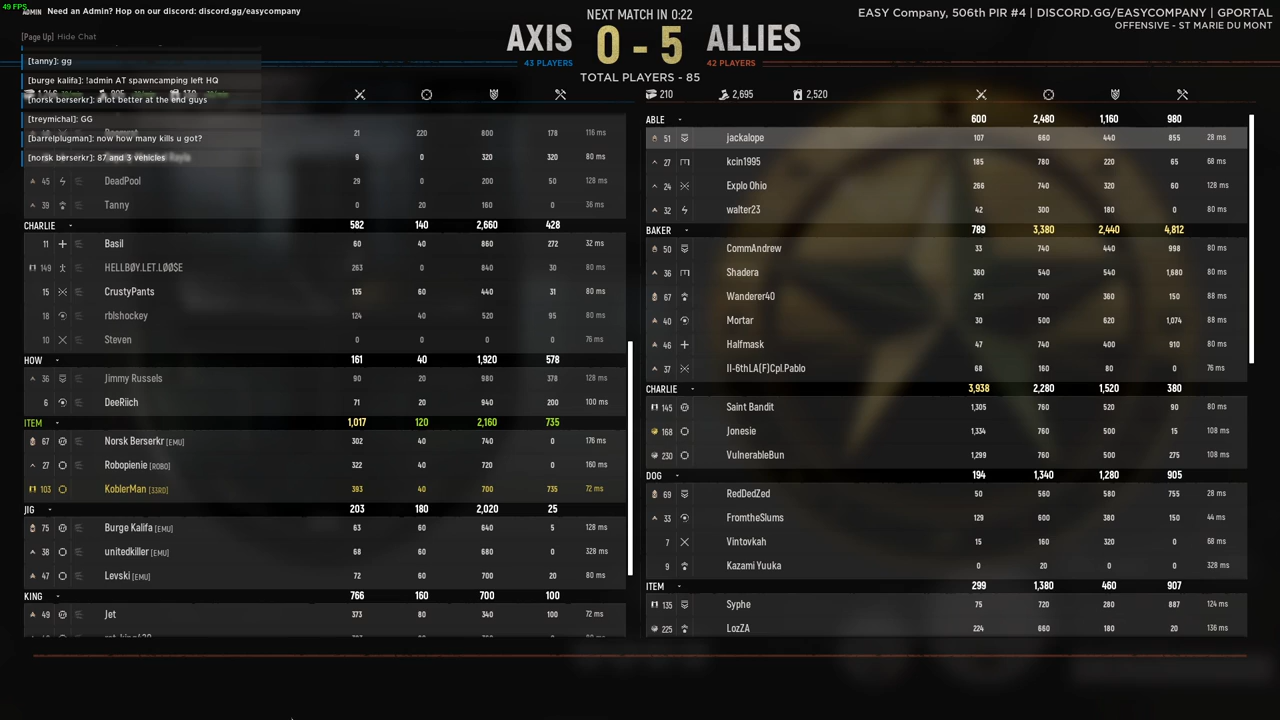 49 FPS
ADMIN Need an Admin? Hop on our discord: discord.gg/easycompany
[Page Up] Hide Chat
[tanny]: gg
[burge kalifa]: !admin AT spawncamping left HQ
[norsk berserkr]: a lot better at the end guys
[treymichal]: GG
[barrelplugman]: now how many kills u got?
[norsk berserkr]: 87 and 3 vehicles
NEXT MATCH IN 0:22
AXIS 0 - 5 ALLIES
43 PLAYERS 42 PLAYERS
TOTAL PLAYERS - 85
EASY Company, 506th PIR #4 | DISCORD.GG/EASYCOMPANY | GPORTAL
OFFENSIVE - ST MARIE DU MONT
21 220 800 178 116 ms
9 0 320 320 80 ms
45 DeadPool 29 0 200 50 128 ms
39 Tanny 0 20 160 0 36 ms
CHARLIE - 582 140 2,660 428
11 Basil 60 40 860 272 32 ms
149 HELLBØY.LET.LØØSE 263 0 840 30 80 ms
15 CrustyPants 135 60 440 31 80 ms
18 rblshockey 124 40 520 95 80 ms
10 Steven 0 0 0 0 76 ms
HOW - 161 40 1,920 578
36 Jimmy Russels 90 20 980 378 128 ms
6 DeeRiich 71 20 940 200 100 ms
ITEM - 1,017 120 2,160 735
67 Norsk Berserkr [EMU] 302 40 740 0 176 ms
27 Robopienie [ROBO] 322 40 720 0 160 ms
103 KoblerMan [33RD] 393 40 700 735 72 ms
JIG - 203 180 2,020 25
75 Burge Kalifa [EMU] 63 60 640 5 128 ms
38 unitedkiller [EMU] 68 60 680 0 328 ms
47 Levski [EMU] 72 60 700 20 80 ms
KING - 766 160 700 100
49 Jet 373 80 340 100 72 ms
210 2,695 2,520
ABLE - 600 2,480 1,160 980
51 jackalope 107 660 440 855 28 ms
27 kcin1995 185 780 220 65 68 ms
24 Explo Ohio 266 740 320 60 128 ms
32 walter23 42 300 180 0 80 ms
BAKER - 789 3,380 2,440 4,812
50 CommAndrew 33 740 440 998 80 ms
36 Shadera 360 540 540 1,680 80 ms
67 Wanderer40 251 700 360 150 88 ms
40 Mortar 30 500 620 1,074 88 ms
46 Halfmask 47 740 400 910 80 ms
37 II-6thLA(F)Cpl.Pablo 68 160 80 0 76 ms
CHARLIE - 3,938 2,280 1,520 380
145 Saint Bandit 1,305 760 520 90 80 ms
168 Jonesie 1,334 760 500 15 108 ms
230 VulnerableBun 1,299 760 500 275 108 ms
DOG - 194 1,340 1,280 905
69 RedDedZed 50 560 580 755 28 ms
33 FromtheSlums 129 600 380 150 44 ms
7 Vintovkah 15 160 320 0 68 ms
9 Kazami Yuuka 0 20 0 0 328 ms
ITEM - 299 1,380 460 907
135 Syphe 75 720 280 887 124 ms
225 LozZA 224 660 180 20 136 ms